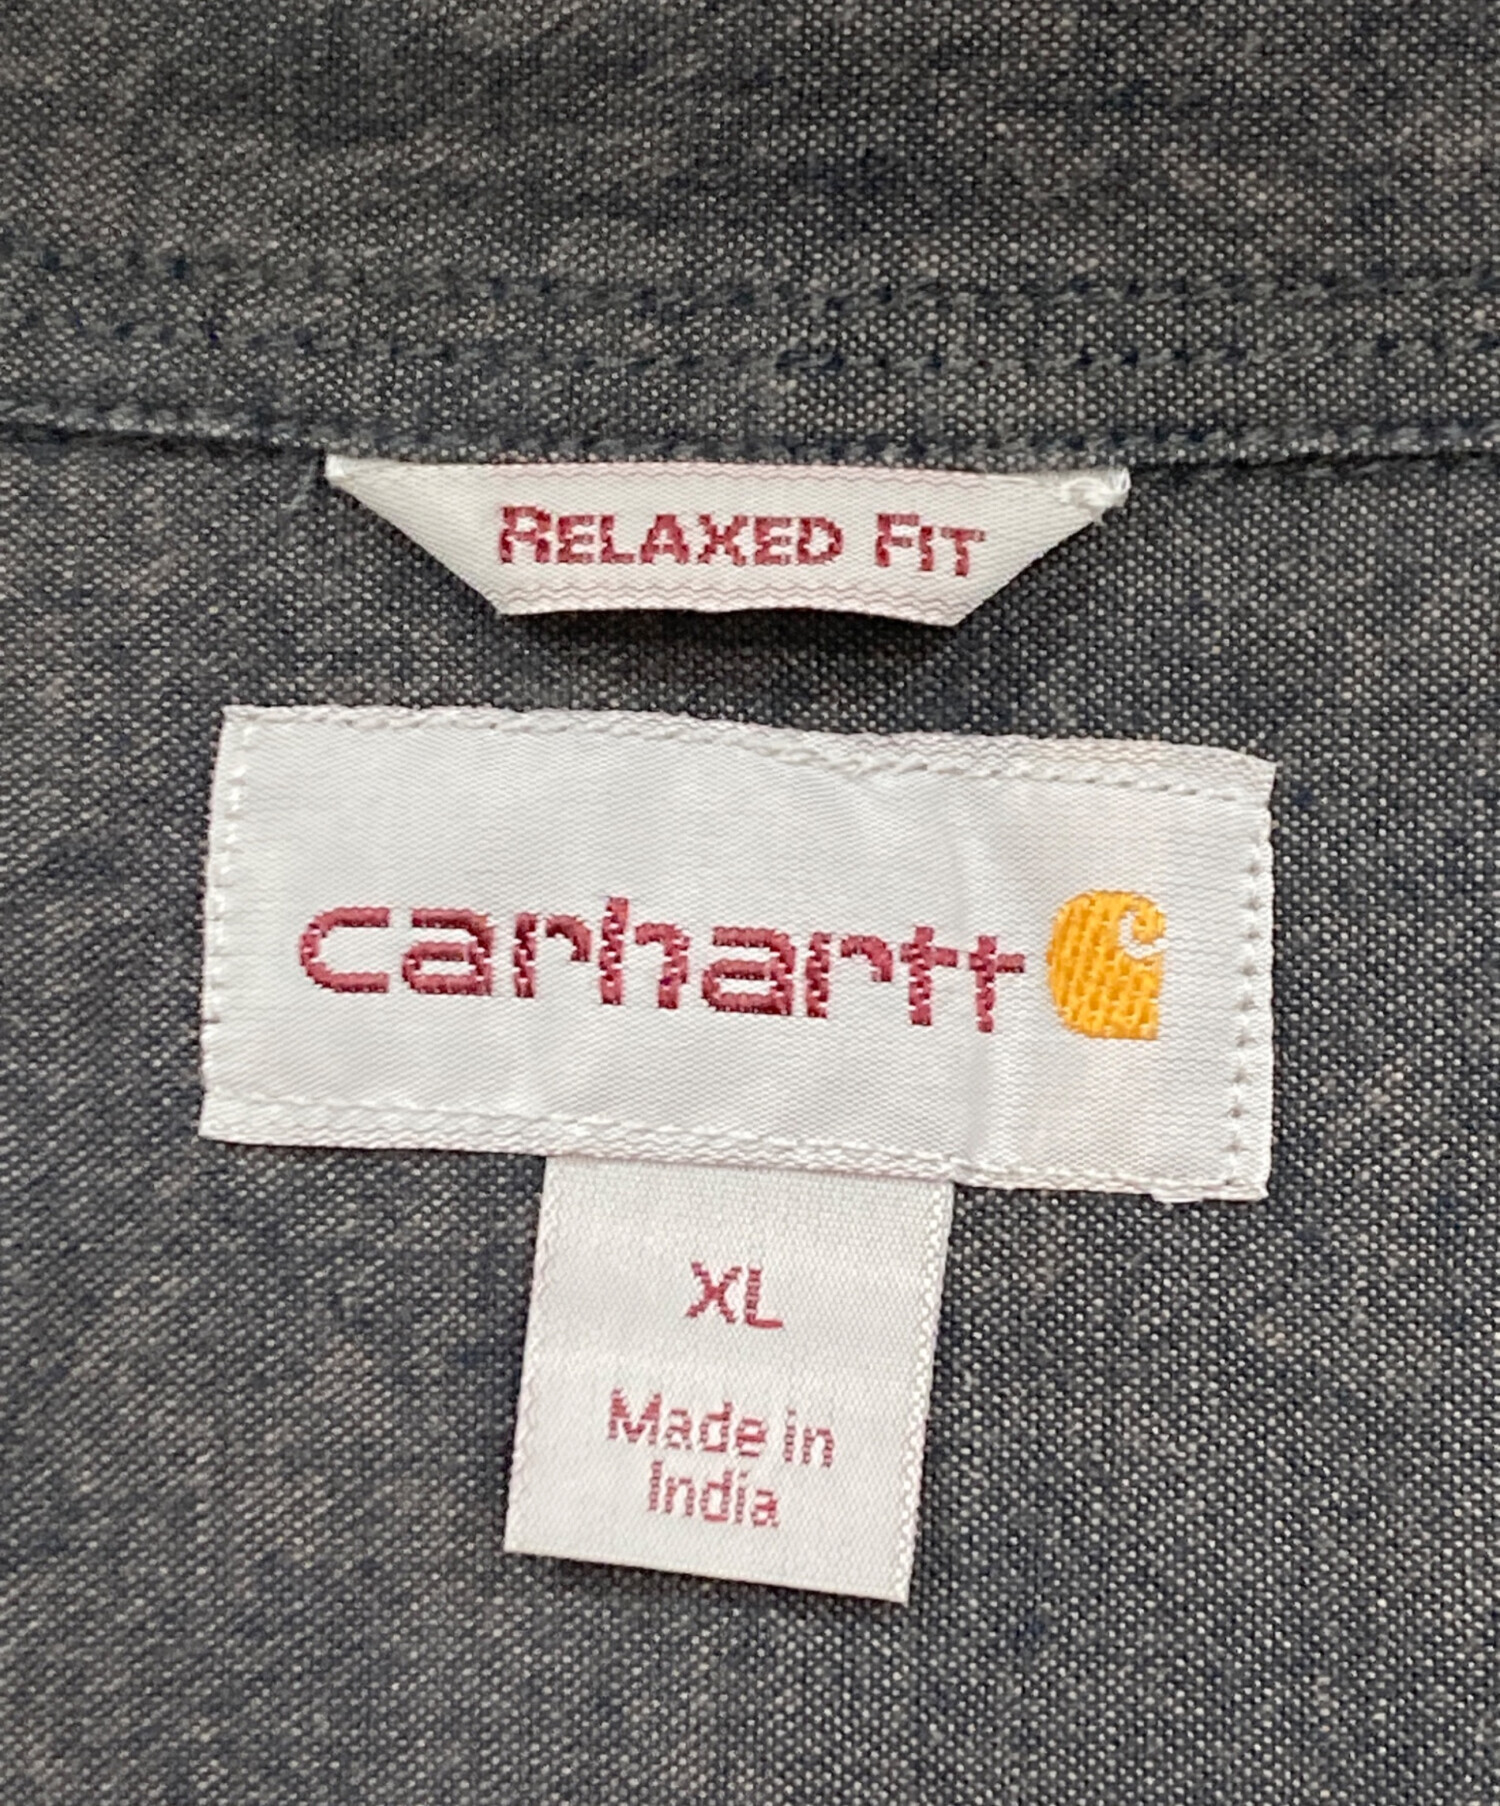 RELAXED FIT
carhartt
XL
Made in
India